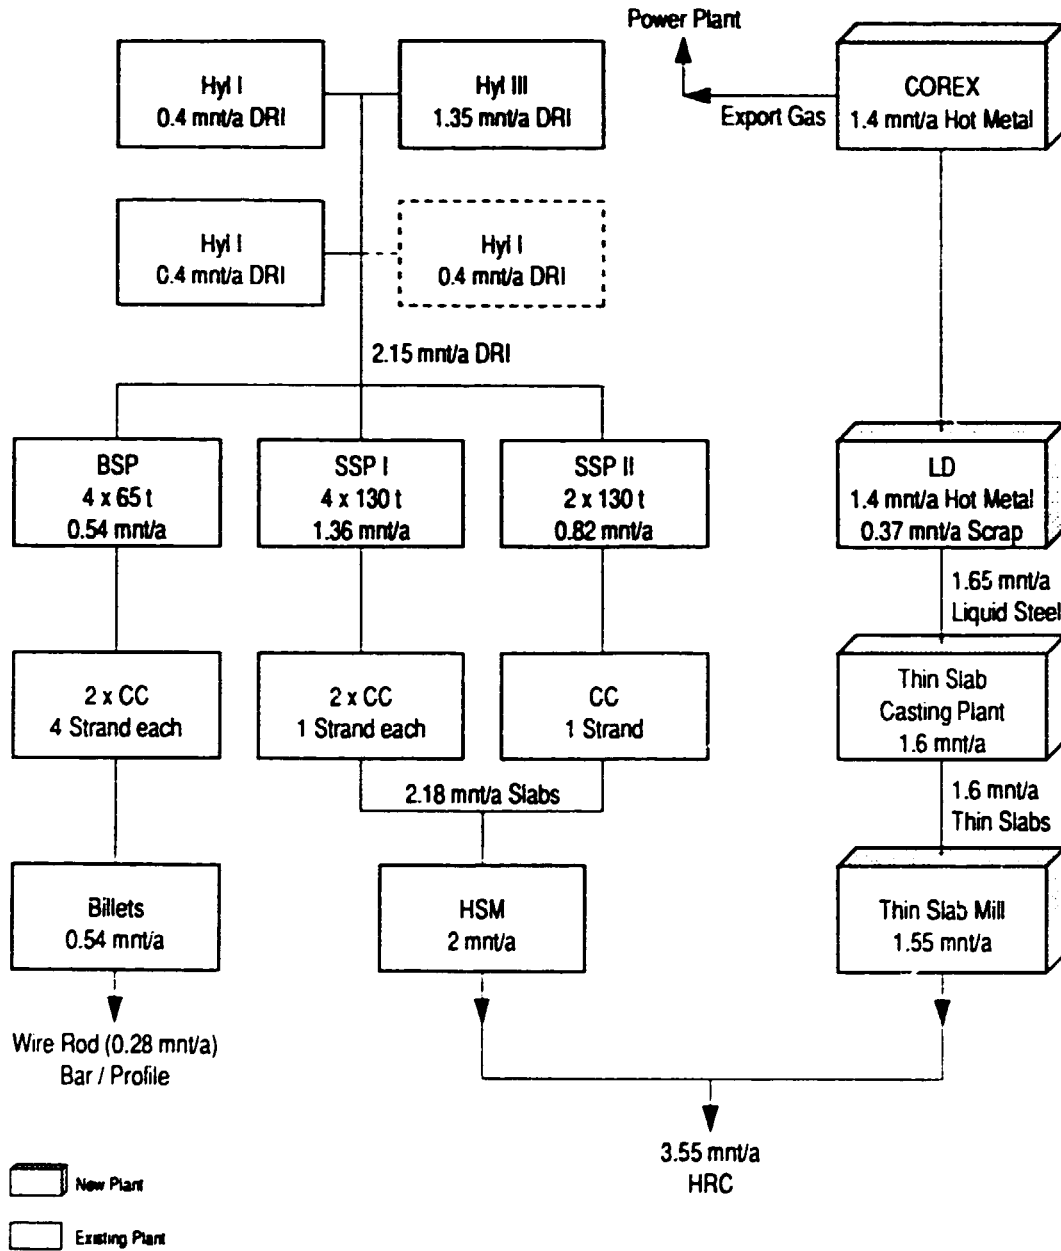 Power Plant
Hyl I
0.4 mnt/a DRI
Hyl III
1.35 mnt/a DRI
Export Gas
COREX
1.4 mnt/a Hot Metal
Hyl I
0.4 mnt/a DRI
Hyl I
0.4 mnt/a DRI
2.15 mnt/a DRI
BSP
4 x 65 t
0.54 mnt/a
SSP I
4 x 130 t
1.36 mnt/a
SSP II
2 x 130 t
0.82 mnt/a
LD
1.4 mnt/a Hot Metal
0.37 mnt/a Scrap
1.65 mnt/a
Liquid Steel
2 x CC
4 Strand each
2 x CC
1 Strand each
CC
1 Strand
Thin Slab
Casting Plant
1.6 mnt/a
2.18 mnt/a Slabs
1.6 mnt/a
Thin Slabs
Billets
0.54 mnt/a
HSM
2 mnt/a
Thin Slab Mill
1.55 mnt/a
Wire Rod (0.28 mnt/a)
Bar / Profile
3.55 mnt/a
HRC
New Plant
Existing Plant